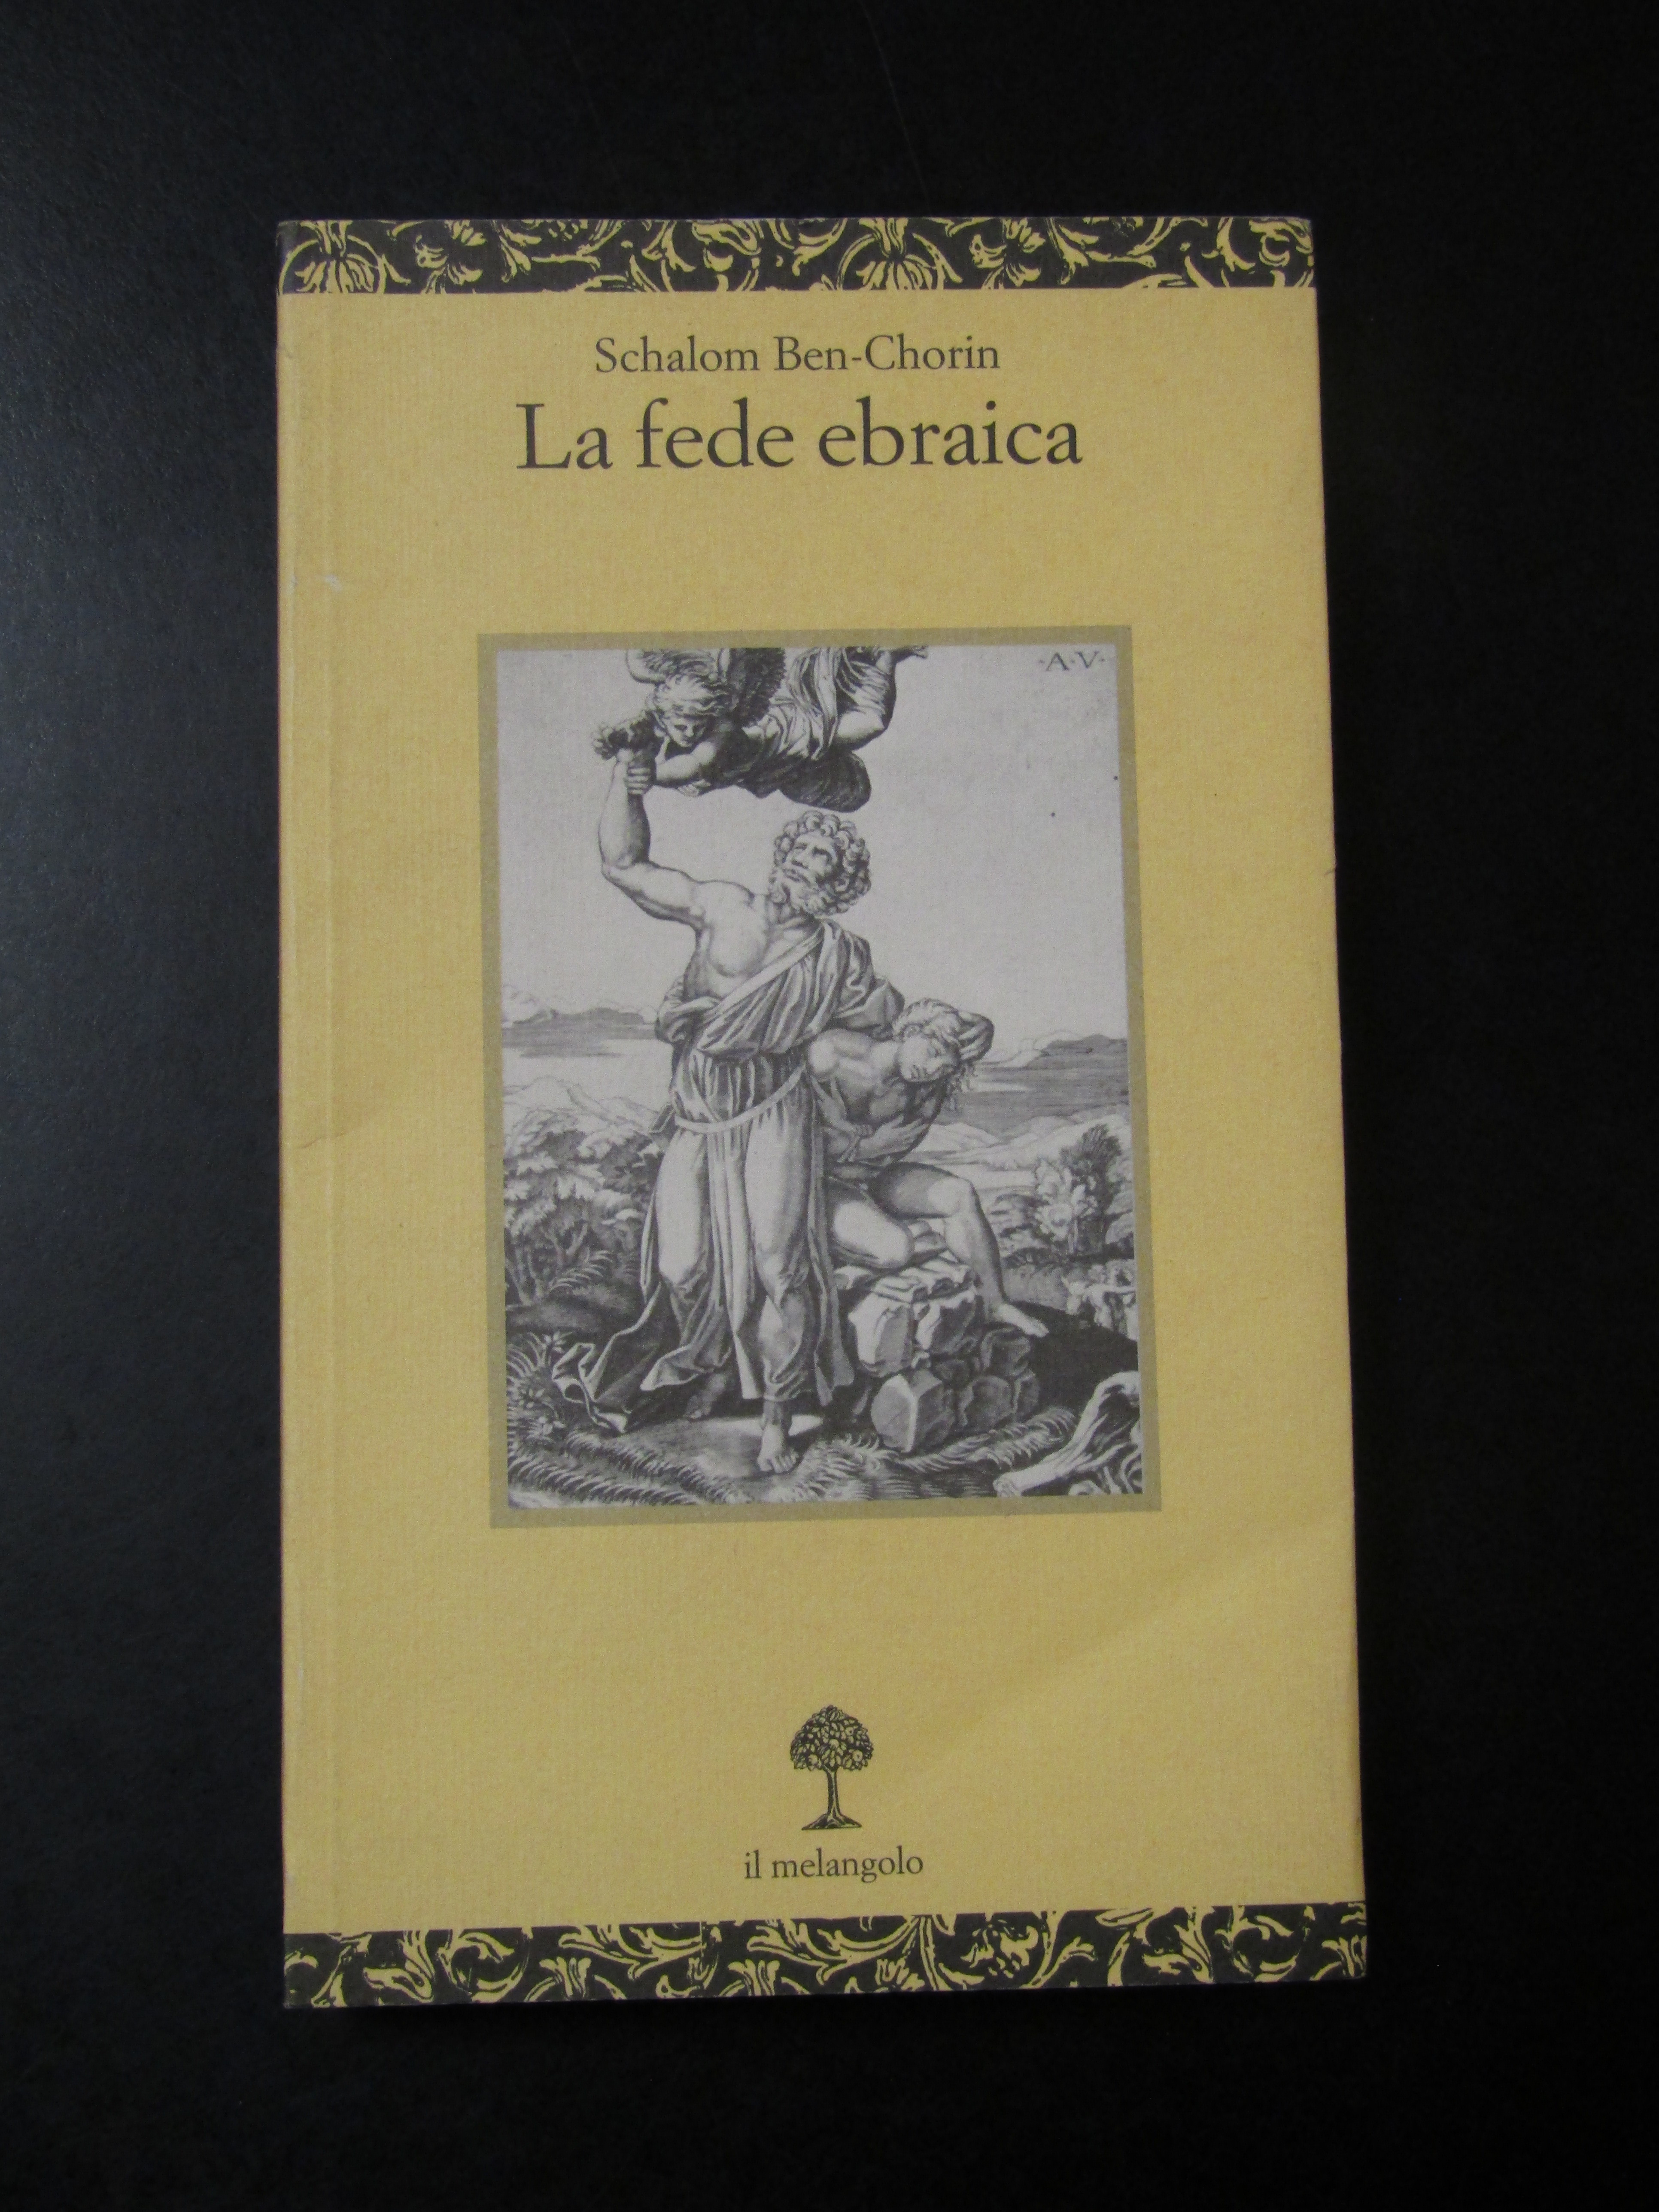 Schalom Ben-Chorin
La fede ebraica
·A·V·
il melangolo